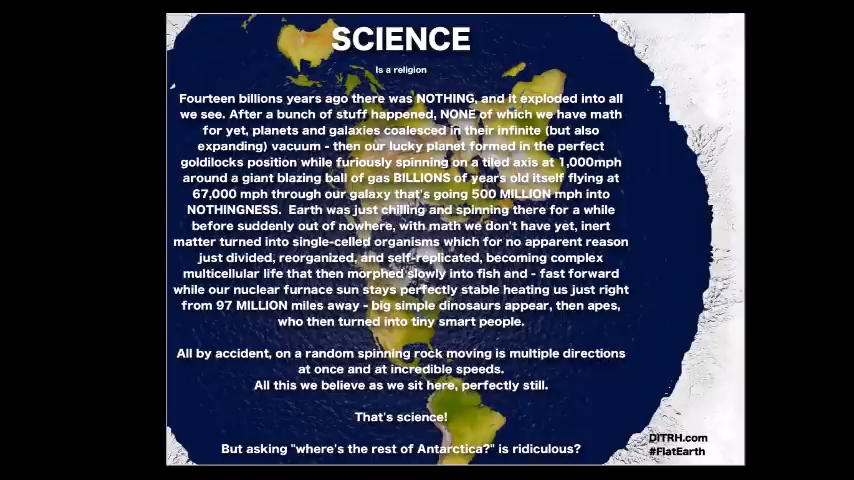 SCIENCE
Is a religion
Fourteen billions years ago there was NOTHING, and it exploded into all
we see. After a bunch of stuff happened, NONE of which we have math
for yet, planets and galaxies coalesced in their infinite (but also
expanding) vacuum - then our lucky planet formed in the perfect
goldilocks position while furiously spinning on a tiled axis at 1,000mph
around a giant blazing ball of gas BILLIONS of years old itself flying at
67,000 mph through our galaxy that's going 500 MILLION mph into
NOTHINGNESS. Earth was just chilling and spinning there for a while
before suddenly out of nowhere, with math we don't have yet, inert
matter turned into single-celled organisms which for no apparent reason
just divided, reorganized, and self-replicated, becoming complex
multicellular life that then morphed slowly into fish and - fast forward
while our nuclear furnace sun stays perfectly stable heating us just right
from 97 MILLION miles away - big simple dinosaurs appear, then apes,
who then turned into tiny smart people.
All by accident, on a random spinning rock moving is multiple directions
at once and at incredible speeds.
All this we believe as we sit here, perfectly still.
That's science!
But asking "where's the rest of Antarctica?" is ridiculous?
DITRH.com
#FlatEarth